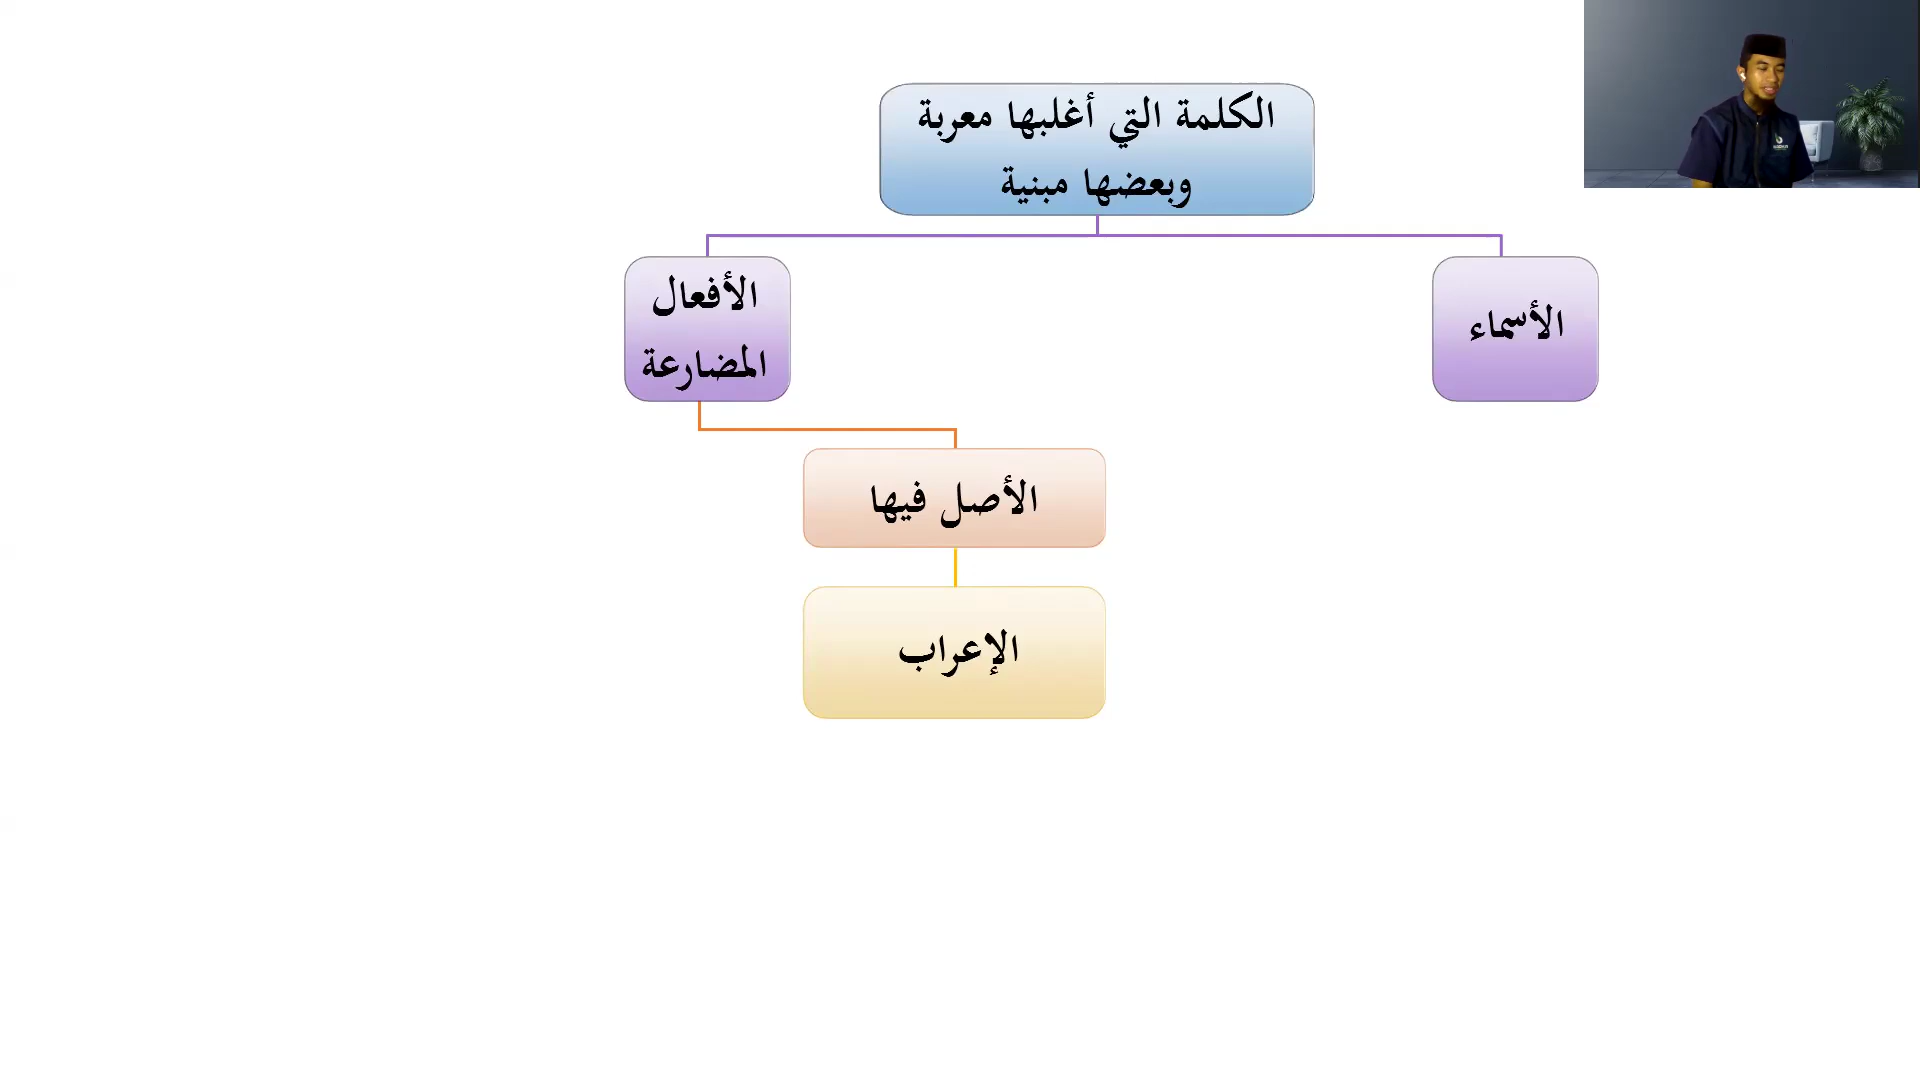 الكلمة التي أغلبها معربة
وبعضها مبنية
الأسماء
الأفعال
المضارعة
الأصل فيها
الإعراب